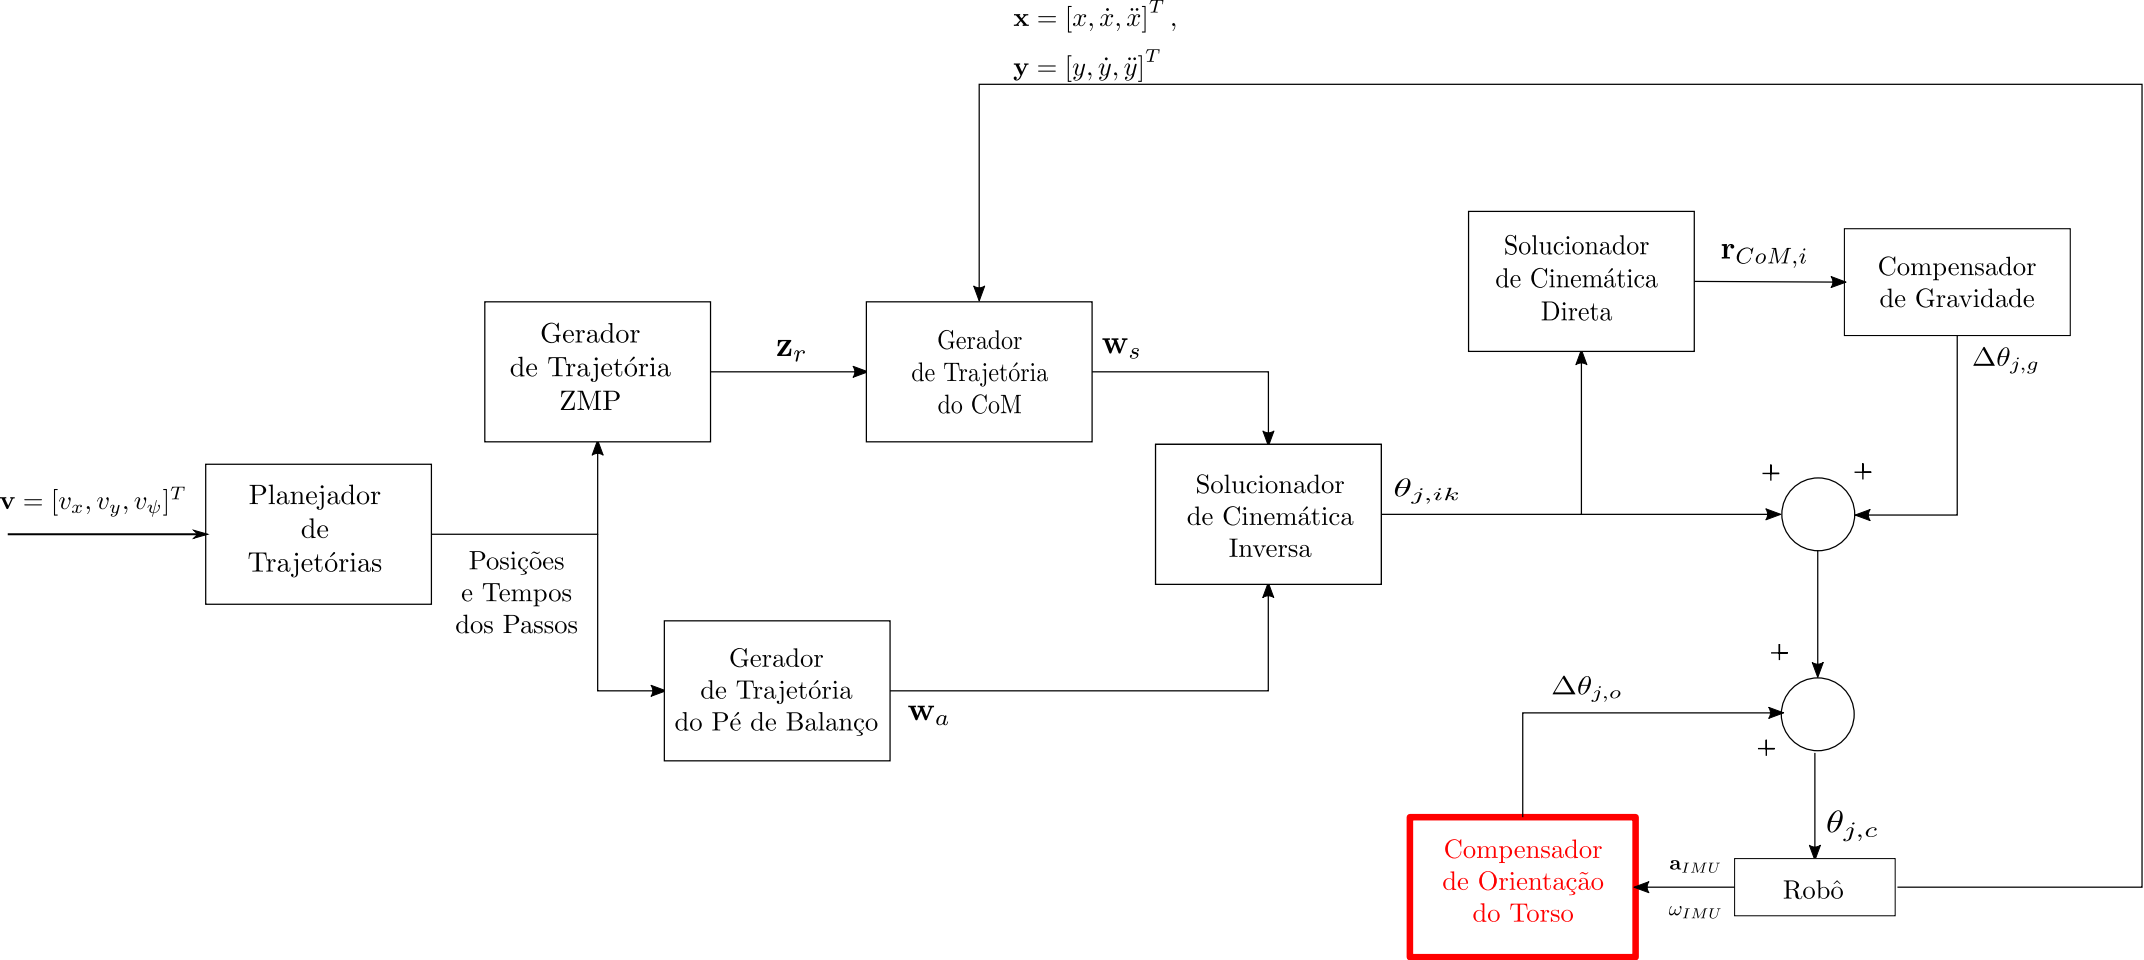 𝐱 = [x, ẋ, ẍ]ᵀ,
𝐲 = [y, ẏ, ÿ]ᵀ
Solucionador
de Cinemática
Direta
𝐫_{CoM,i}
Compensador
de Gravidade
Δθ_{j,g}
Gerador
de Trajetória
ZMP
𝐳_r
Gerador
de Trajetória
do CoM
𝐰_s
𝐯 = [v_x, v_y, v_ψ]ᵀ
Planejador
de
Trajetórias
Posições
e Tempos
dos Passos
Solucionador
de Cinemática
Inversa
θ_{j,ik}
+
+
Gerador
de Trajetória
do Pé de Balanço
𝐰_a
+
Δθ_{j,o}
+
θ_{j,c}
Compensador
de Orientação
do Torso
𝐚_{IMU}
ω_{IMU}
Robô